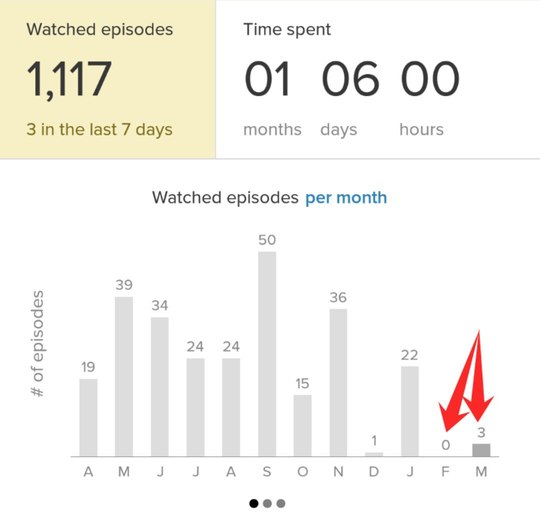 Watched episodes
1,117
3 in the last 7 days
Time spent
01 06 00
months days hours
Watched episodes per month
# of episodes
19 39 34 24 24 50 15 36 1 22 0 3
A M J J A S O N D J F M